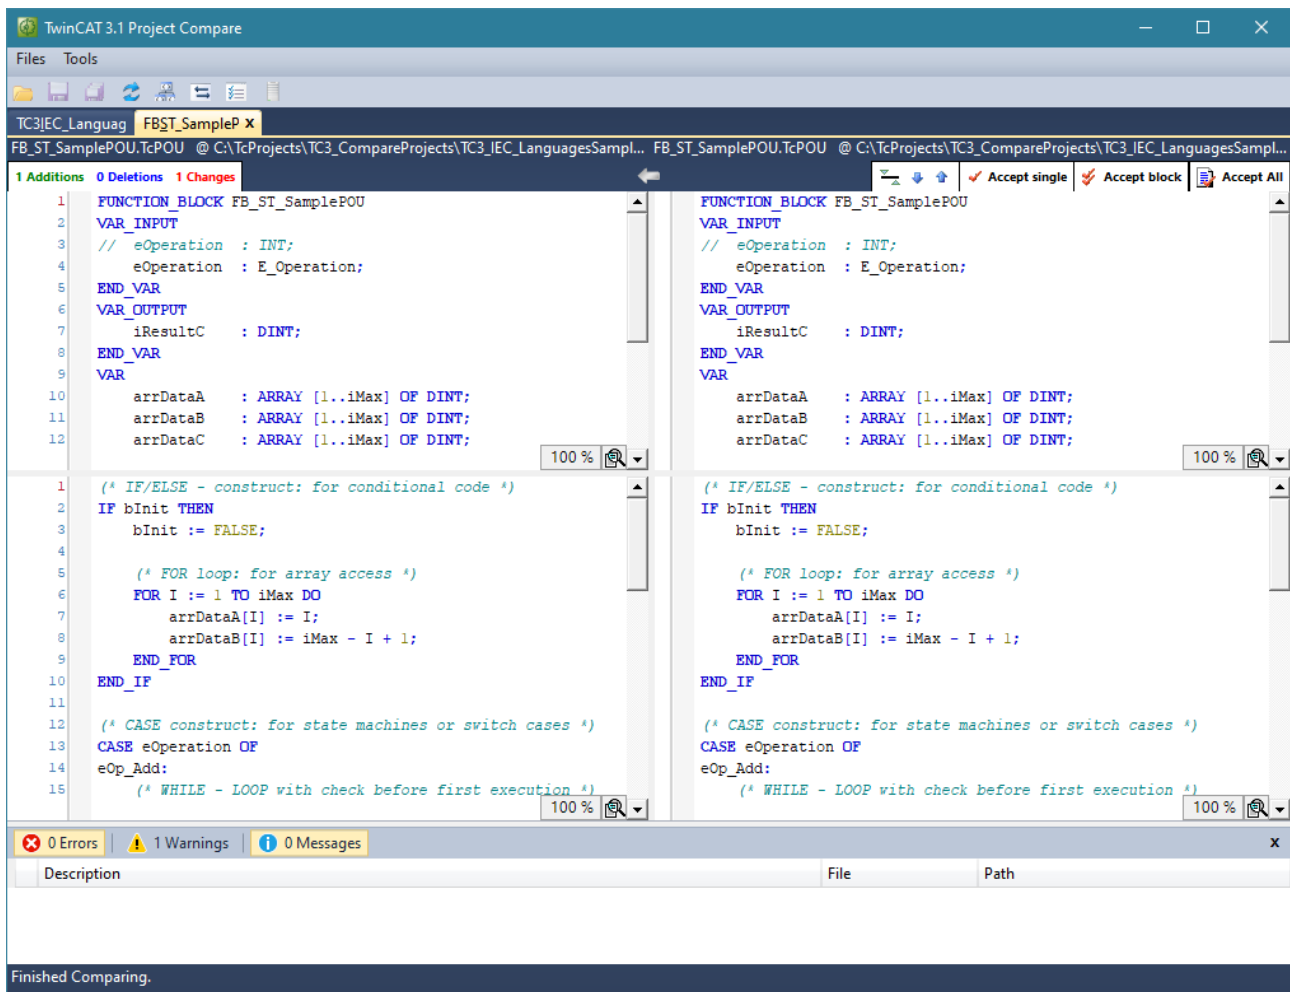 TwinCAT 3.1 Project Compare
Files Tools
TC3IEC_Languag FBST_SampleP x
FB_ST_SamplePOU.TcPOU @ C:\TcProjects\TC3_CompareProjects\TC3_IEC_LanguagesSampl... FB_ST_SamplePOU.TcPOU @ C:\TcProjects\TC3_CompareProjects\TC3_IEC_LanguagesSampl...
1 Additions 0 Deletions 1 Changes Accept single Accept block Accept All
1 FUNCTION_BLOCK FB_ST_SamplePOU FUNCTION_BLOCK FB_ST_SamplePOU
2 VAR_INPUT VAR_INPUT
3 // eOperation : INT; // eOperation : INT;
4 eOperation : E_Operation; eOperation : E_Operation;
5 END_VAR END_VAR
6 VAR_OUTPUT VAR_OUTPUT
7 iResultC : DINT; iResultC : DINT;
8 END_VAR END_VAR
9 VAR VAR
10 arrDataA : ARRAY [1..iMax] OF DINT; arrDataA : ARRAY [1..iMax] OF DINT;
11 arrDataB : ARRAY [1..iMax] OF DINT; arrDataB : ARRAY [1..iMax] OF DINT;
12 arrDataC : ARRAY [1..iMax] OF DINT; arrDataC : ARRAY [1..iMax] OF DINT;
100 % 100 %
1 (* IF/ELSE - construct: for conditional code *) (* IF/ELSE - construct: for conditional code *)
2 IF bInit THEN IF bInit THEN
3 bInit := FALSE; bInit := FALSE;
4
5 (* FOR loop: for array access *) (* FOR loop: for array access *)
6 FOR I := 1 TO iMax DO FOR I := 1 TO iMax DO
7 arrDataA[I] := I; arrDataA[I] := I;
8 arrDataB[I] := iMax - I + 1; arrDataB[I] := iMax - I + 1;
9 END_FOR END_FOR
10 END_IF END_IF
11
12 (* CASE construct: for state machines or switch cases *) (* CASE construct: for state machines or switch cases *)
13 CASE eOperation OF CASE eOperation OF
14 eOp_Add: eOp_Add:
15 (* WHILE - LOOP with check before first execution *) (* WHILE - LOOP with check before first execution *)
100 % 100 %
0 Errors 1 Warnings 0 Messages x
Description File Path
Finished Comparing.